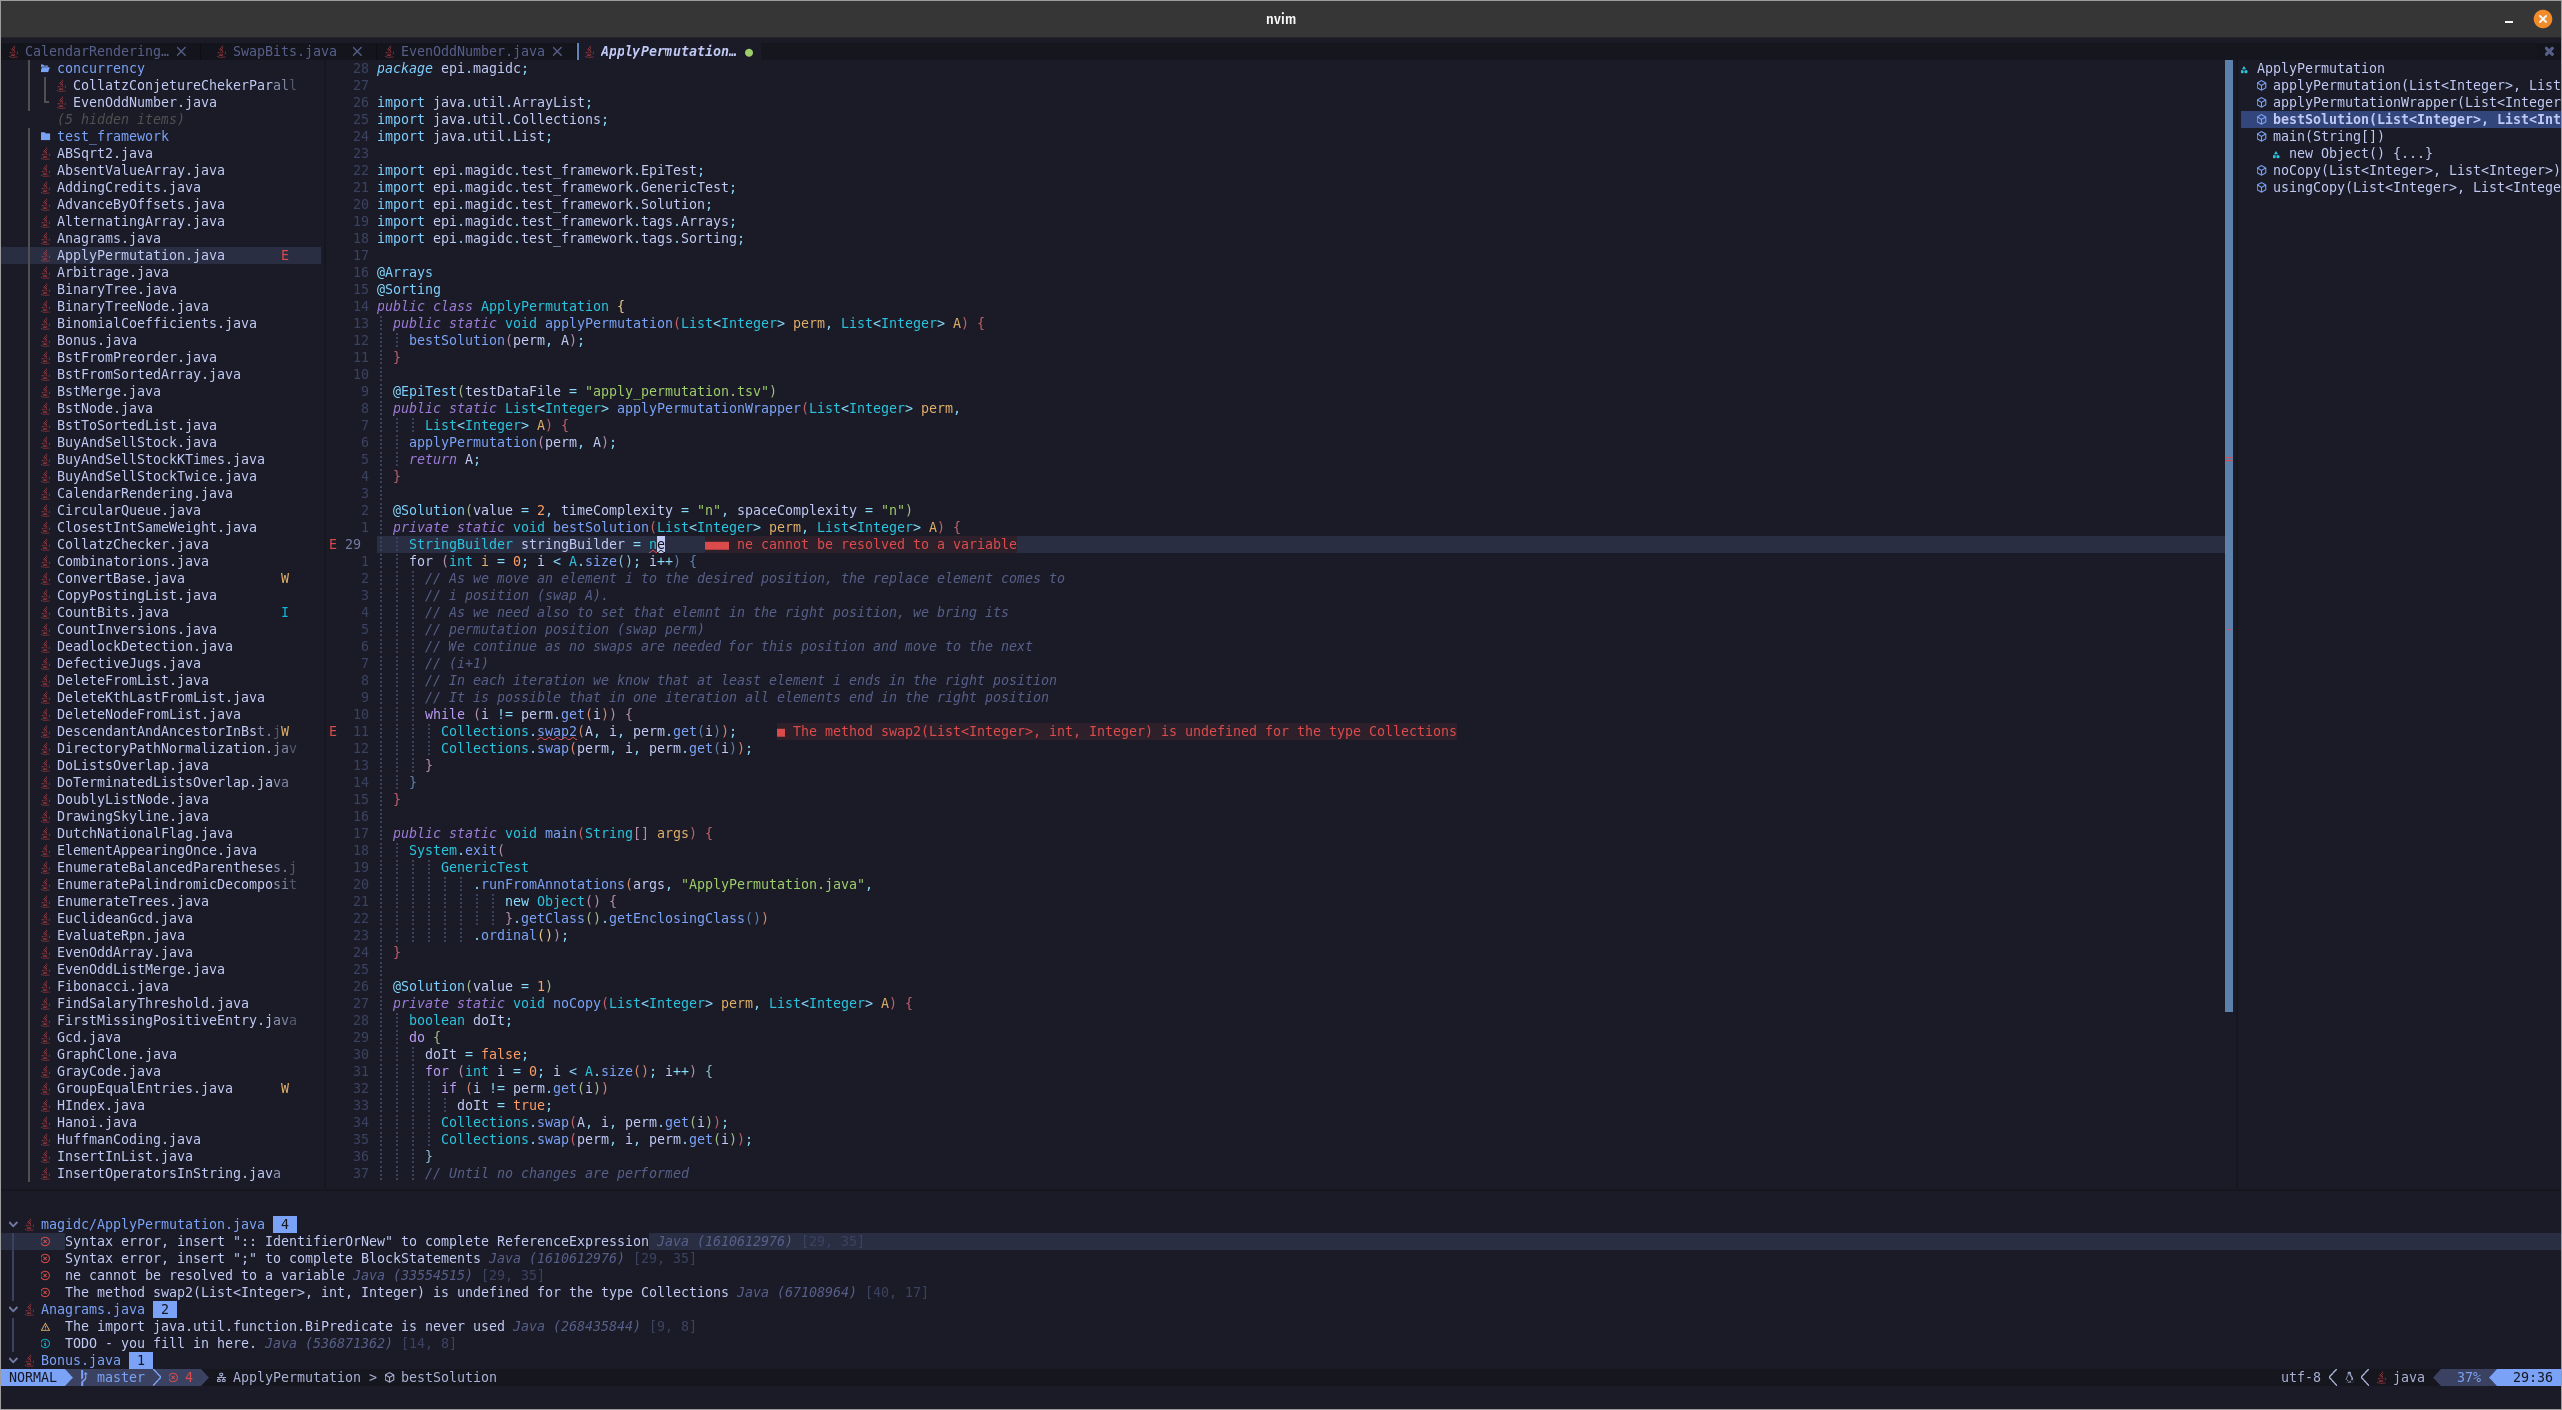 nvim
CalendarRendering… SwapBits.java EvenOddNumber.java ApplyPermutation…
concurrency
CollatzConjetureChekerParall
EvenOddNumber.java
(5 hidden items)
test_framework
ABSqrt2.java
AbsentValueArray.java
AddingCredits.java
AdvanceByOffsets.java
AlternatingArray.java
Anagrams.java
ApplyPermutation.java E
Arbitrage.java
BinaryTree.java
BinaryTreeNode.java
BinomialCoefficients.java
Bonus.java
BstFromPreorder.java
BstFromSortedArray.java
BstMerge.java
BstNode.java
BstToSortedList.java
BuyAndSellStock.java
BuyAndSellStockKTimes.java
BuyAndSellStockTwice.java
CalendarRendering.java
CircularQueue.java
ClosestIntSameWeight.java
CollatzChecker.java
Combinatorions.java
ConvertBase.java W
CopyPostingList.java
CountBits.java I
CountInversions.java
DeadlockDetection.java
DefectiveJugs.java
DeleteFromList.java
DeleteKthLastFromList.java
DeleteNodeFromList.java
DescendantAndAncestorInBst.jW
DirectoryPathNormalization.jav
DoListsOverlap.java
DoTerminatedListsOverlap.java
DoublyListNode.java
DrawingSkyline.java
DutchNationalFlag.java
ElementAppearingOnce.java
EnumerateBalancedParentheses.j
EnumeratePalindromicDecomposit
EnumerateTrees.java
EuclideanGcd.java
EvaluateRpn.java
EvenOddArray.java
EvenOddListMerge.java
Fibonacci.java
FindSalaryThreshold.java
FirstMissingPositiveEntry.java
Gcd.java
GraphClone.java
GrayCode.java
GroupEqualEntries.java W
HIndex.java
Hanoi.java
HuffmanCoding.java
InsertInList.java
InsertOperatorsInString.java
28 package epi.magidc;
27
26 import java.util.ArrayList;
25 import java.util.Collections;
24 import java.util.List;
23
22 import epi.magidc.test_framework.EpiTest;
21 import epi.magidc.test_framework.GenericTest;
20 import epi.magidc.test_framework.Solution;
19 import epi.magidc.test_framework.tags.Arrays;
18 import epi.magidc.test_framework.tags.Sorting;
17
16 @Arrays
15 @Sorting
14 public class ApplyPermutation {
13 public static void applyPermutation(List<Integer> perm, List<Integer> A) {
12 bestSolution(perm, A);
11 }
10
9 @EpiTest(testDataFile = "apply_permutation.tsv")
8 public static List<Integer> applyPermutationWrapper(List<Integer> perm,
7 List<Integer> A) {
6 applyPermutation(perm, A);
5 return A;
4 }
3
2 @Solution(value = 2, timeComplexity = "n", spaceComplexity = "n")
1 private static void bestSolution(List<Integer> perm, List<Integer> A) {
E 29 StringBuilder stringBuilder = ne ■■■ ne cannot be resolved to a variable
1 for (int i = 0; i < A.size(); i++) {
2 // As we move an element i to the desired position, the replace element comes to
3 // i position (swap A).
4 // As we need also to set that elemnt in the right position, we bring its
5 // permutation position (swap perm)
6 // We continue as no swaps are needed for this position and move to the next
7 // (i+1)
8 // In each iteration we know that at least element i ends in the right position
9 // It is possible that in one iteration all elements end in the right position
10 while (i != perm.get(i)) {
E 11 Collections.swap2(A, i, perm.get(i)); ■ The method swap2(List<Integer>, int, Integer) is undefined for the type Collections
12 Collections.swap(perm, i, perm.get(i));
13 }
14 }
15 }
16
17 public static void main(String[] args) {
18 System.exit(
19 GenericTest
20 .runFromAnnotations(args, "ApplyPermutation.java",
21 new Object() {
22 }.getClass().getEnclosingClass())
23 .ordinal());
24 }
25
26 @Solution(value = 1)
27 private static void noCopy(List<Integer> perm, List<Integer> A) {
28 boolean doIt;
29 do {
30 doIt = false;
31 for (int i = 0; i < A.size(); i++) {
32 if (i != perm.get(i))
33 doIt = true;
34 Collections.swap(A, i, perm.get(i));
35 Collections.swap(perm, i, perm.get(i));
36 }
37 // Until no changes are performed
ApplyPermutation
applyPermutation(List<Integer>, List
applyPermutationWrapper(List<Integer
bestSolution(List<Integer>, List<Int
main(String[])
new Object() {...}
noCopy(List<Integer>, List<Integer>)
usingCopy(List<Integer>, List<Intege
magidc/ApplyPermutation.java 4
Syntax error, insert ":: IdentifierOrNew" to complete ReferenceExpression Java (1610612976) [29, 35]
Syntax error, insert ";" to complete BlockStatements Java (1610612976) [29, 35]
ne cannot be resolved to a variable Java (33554515) [29, 35]
The method swap2(List<Integer>, int, Integer) is undefined for the type Collections Java (67108964) [40, 17]
Anagrams.java 2
The import java.util.function.BiPredicate is never used Java (268435844) [9, 8]
TODO - you fill in here. Java (536871362) [14, 8]
Bonus.java 1
NORMAL master 4 ApplyPermutation > bestSolution utf-8 java 37% 29:36